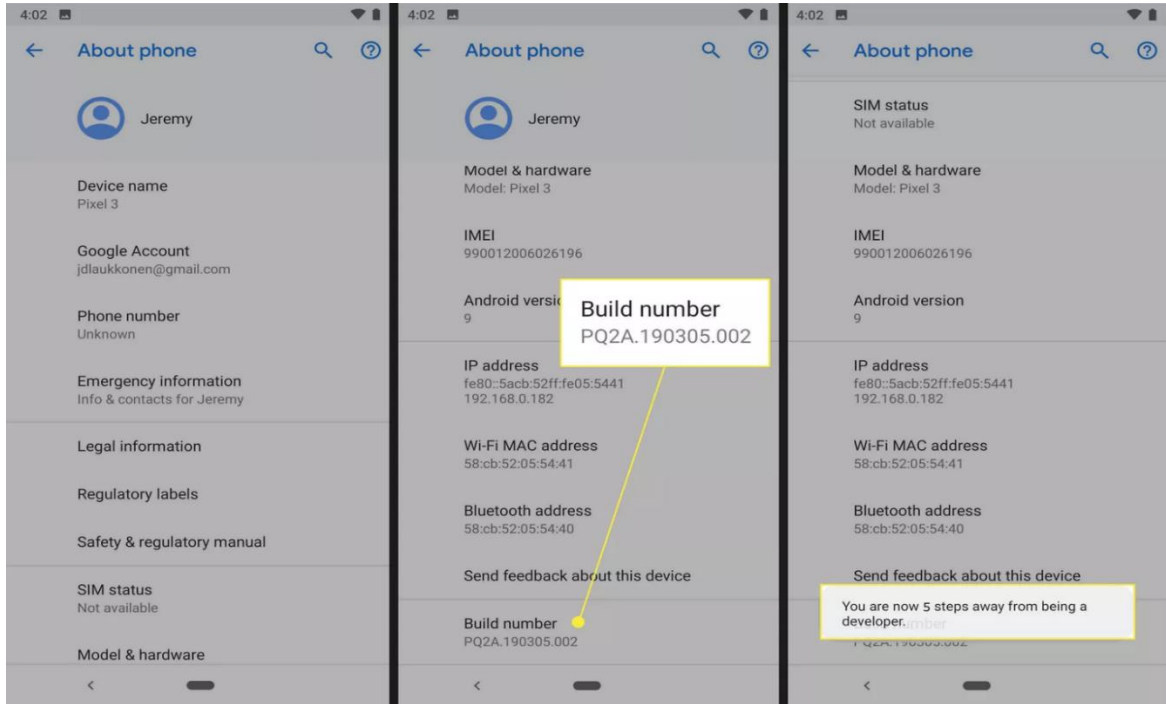 4:02
About phone
Jeremy
Device name
Pixel 3
Google Account
jdlaukkonen@gmail.com
Phone number
Unknown
Emergency information
Info & contacts for Jeremy
Legal information
Regulatory labels
Safety & regulatory manual
SIM status
Not available
Model & hardware
4:02
About phone
Jeremy
Model & hardware
Model: Pixel 3
IMEI
990012006026196
Android versio
9
Build number
PQ2A.190305.002
IP address
fe80::5acb:52ff:fe05:5441
192.168.0.182
Wi-Fi MAC address
58:cb:52:05:54:41
Bluetooth address
58:cb:52:05:54:40
Send feedback about this device
Build number
PQ2A.190305.002
4:02
About phone
SIM status
Not available
Model & hardware
Model: Pixel 3
IMEI
990012006026196
Android version
9
IP address
fe80::5acb:52ff:fe05:5441
192.168.0.182
Wi-Fi MAC address
58:cb:52:05:54:41
Bluetooth address
58:cb:52:05:54:40
Send feedback about this device
You are now 5 steps away from being a
developer.